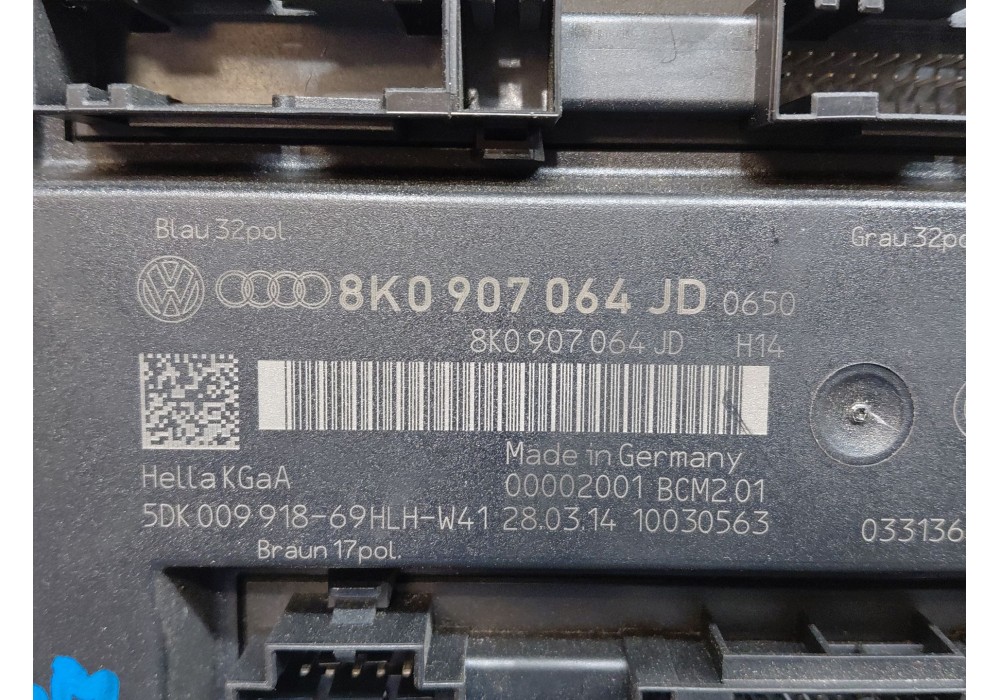 Blau 32pol.
Grau 32po
8K0 907 064 JD 0650
8K0 907 064 JD H14
Made in Germany
Hella KGaA
00002001 BCM2.01
5DK 009 918-69HLH-W41 28.03.14 10030563
033136
Braun 17pol.